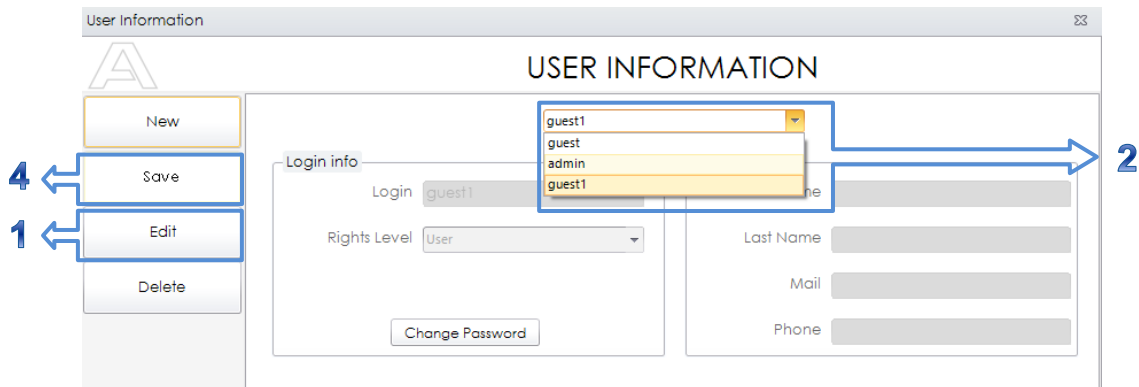 User Information
USER INFORMATION
New
4
Save
1
Edit
Delete
guest1
guest
admin
guest1
2
Login info
Login
guest1
Rights Level
User
Change Password
Last Name
Mail
Phone